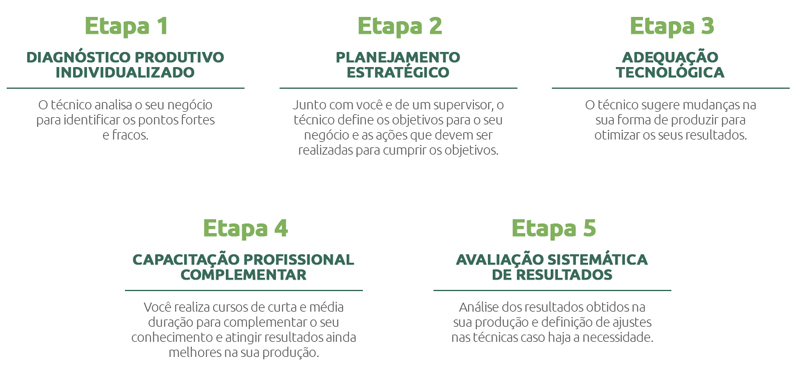 Etapa 1
DIAGNÓSTICO PRODUTIVO
INDIVIDUALIZADO
O técnico analisa o seu negócio
para identificar os pontos fortes
e fracos.
Etapa 2
PLANEJAMENTO
ESTRATÉGICO
Junto com você e de um supervisor, o
técnico define os objetivos para o seu
negócio e as ações que devem ser
realizadas para cumprir os objetivos.
Etapa 3
ADEQUAÇÃO
TECNOLÓGICA
O técnico sugere mudanças na
sua forma de produzir para
otimizar os seus resultados.
Etapa 4
CAPACITAÇÃO PROFISSIONAL
COMPLEMENTAR
Você realiza cursos de curta e média
duração para complementar o seu
conhecimento e atingir resultados ainda
melhores na sua produção.
Etapa 5
AVALIAÇÃO SISTEMÁTICA
DE RESULTADOS
Análise dos resultados obtidos na
sua produção e definição de ajustes
nas técnicas caso haja a necessidade.